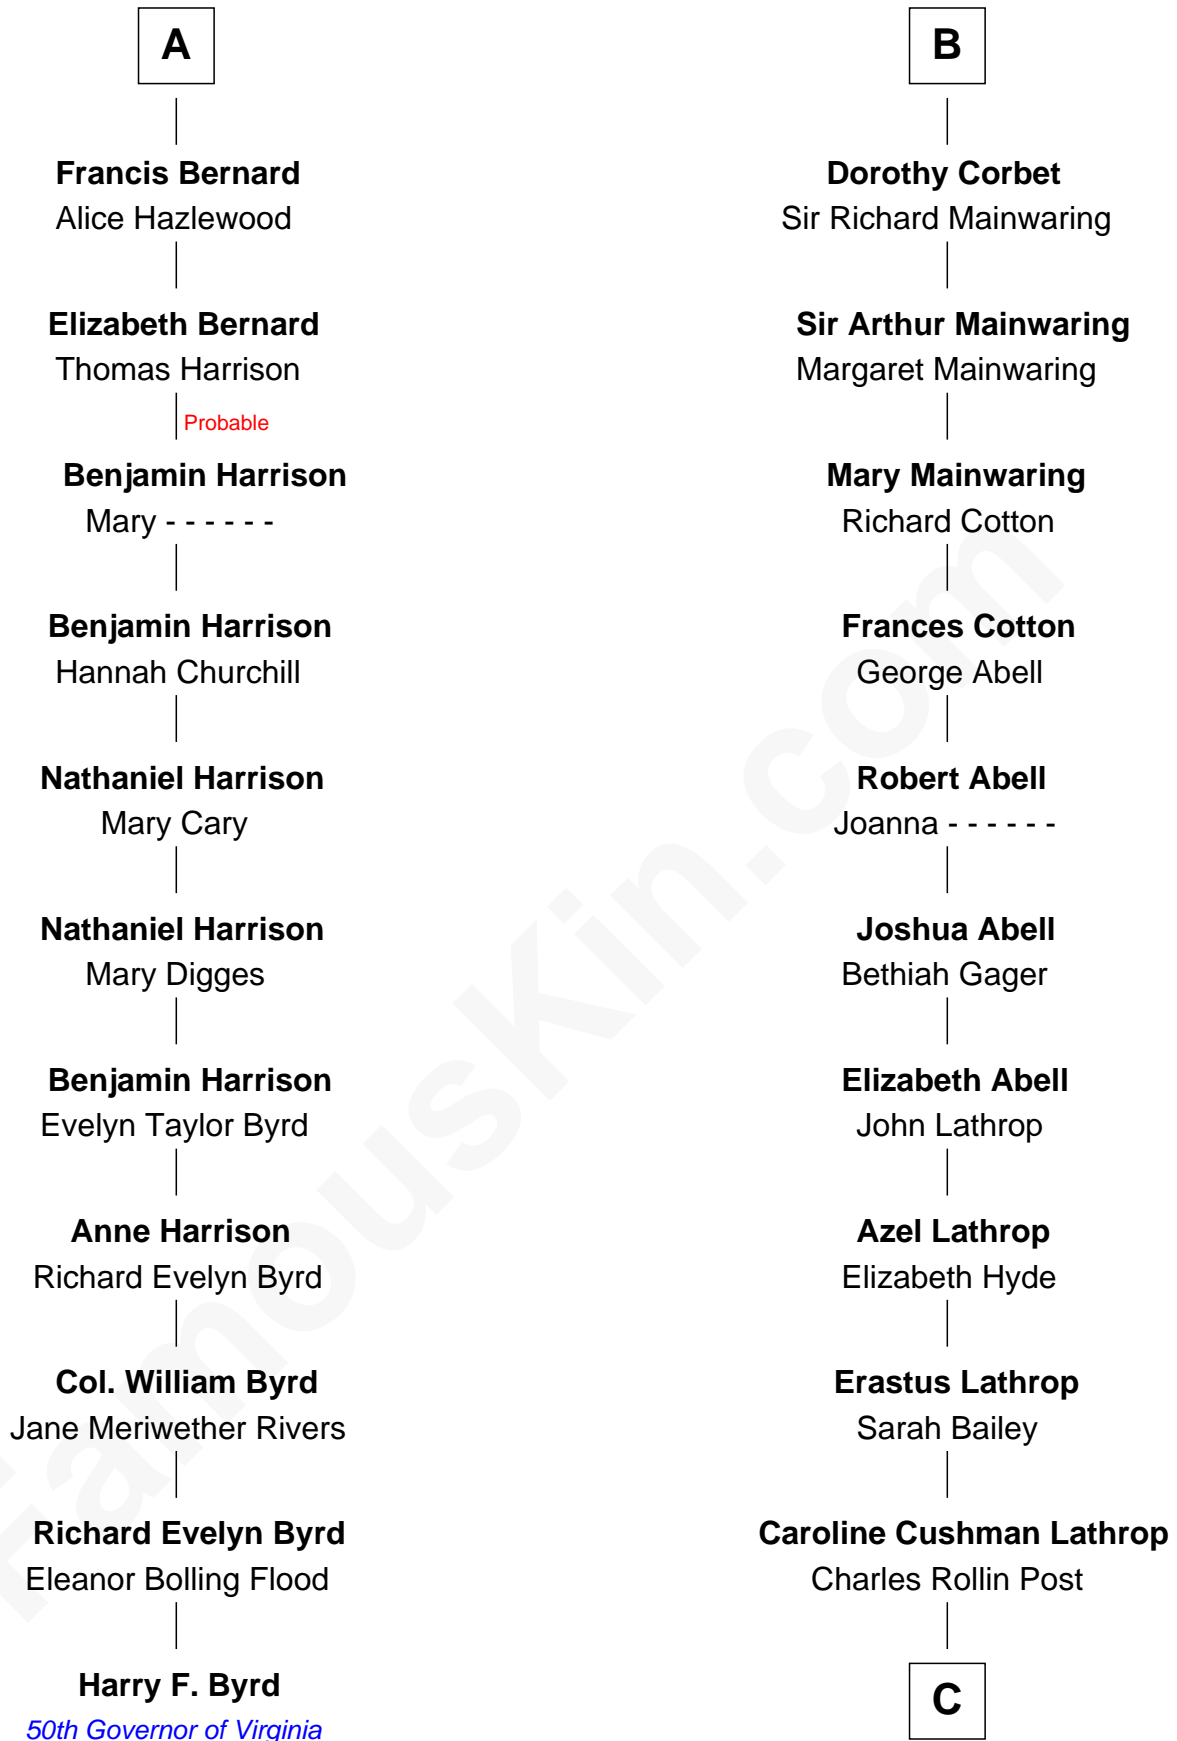 A
Francis Bernard
Alice Hazlewood
Elizabeth Bernard
Thomas Harrison
Probable
Benjamin Harrison
Mary - - - - - -
Benjamin Harrison
Hannah Churchill
Nathaniel Harrison
Mary Cary
Nathaniel Harrison
Mary Digges
Benjamin Harrison
Evelyn Taylor Byrd
Anne Harrison
Richard Evelyn Byrd
Col. William Byrd
Jane Meriwether Rivers
Richard Evelyn Byrd
Eleanor Bolling Flood
Harry F. Byrd
50th Governor of Virginia
B
Dorothy Corbet
Sir Richard Mainwaring
Sir Arthur Mainwaring
Margaret Mainwaring
Mary Mainwaring
Richard Cotton
Frances Cotton
George Abell
Robert Abell
Joanna - - - - - -
Joshua Abell
Bethiah Gager
Elizabeth Abell
John Lathrop
Azel Lathrop
Elizabeth Hyde
Erastus Lathrop
Sarah Bailey
Caroline Cushman Lathrop
Charles Rollin Post
C
FamousKin.com